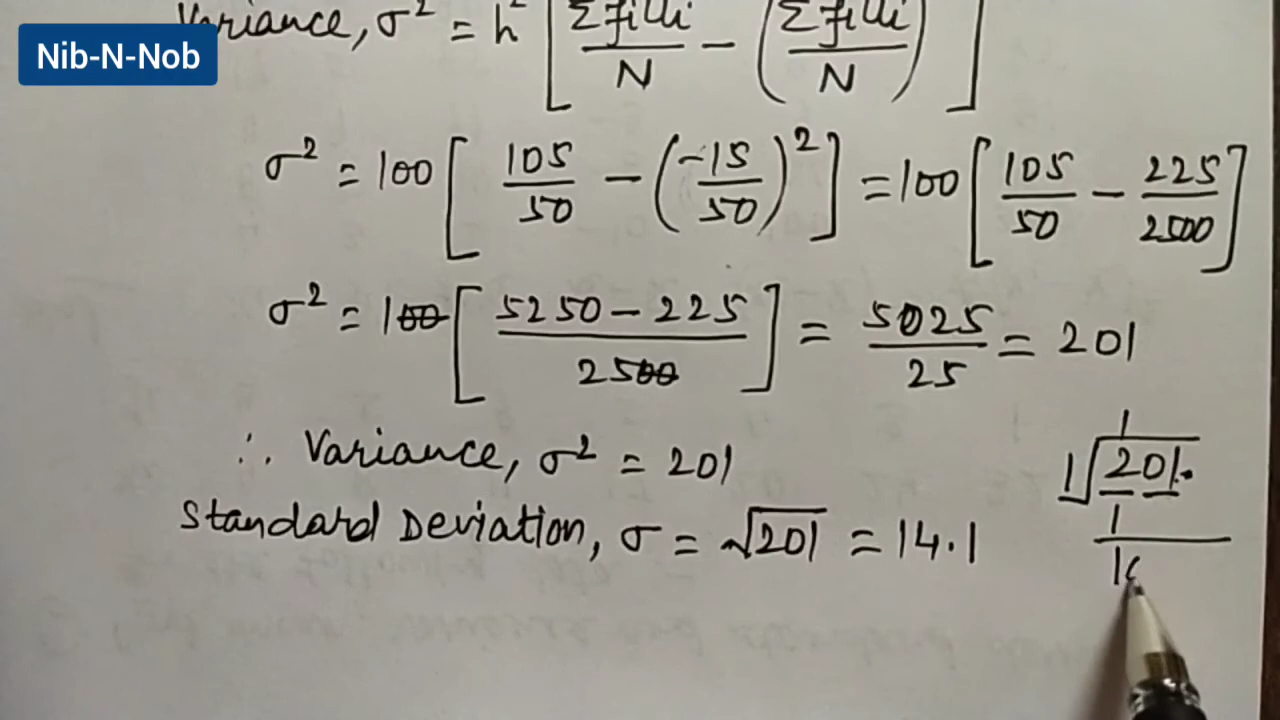 Nib-N-Nob
Variance, σ² = h² [ Σfiui² / N − ( Σfiui / N )² ]
σ² = 100 [ 105/50 − ( −15/50 )² ] = 100 [ 105/50 − 225/2500 ]
σ² = 100 [ 5250 − 225 / 2500 ] = 5025/25 = 201
∴ Variance, σ² = 201
Standard Deviation, σ = √201 = 14.1
1
1√201.
1
1